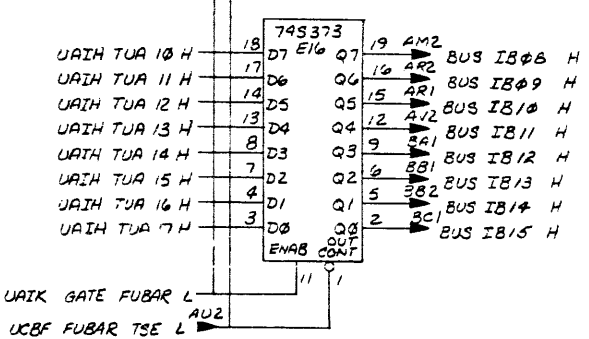 74S373
E16
UAIH TUA 10 H 18 D7 Q7 19 AM2 BUS IB08 H
UAIH TUA 11 H 17 D6 Q6 16 AR2 BUS IB09 H
UAIH TUA 12 H 14 D5 Q5 15 AR1 BUS IB10 H
UAIH TUA 13 H 13 D4 Q4 12 AV2 BUS IB11 H
UAIH TUA 14 H 8 D3 Q3 9 BA1 BUS IB12 H
UAIH TUA 15 H 7 D2 Q2 6 BB1 BUS IB13 H
UAIH TUA 16 H 4 D1 Q1 5 BB2 BUS IB14 H
UAIH TUA 17 H 3 D0 Q0 2 BC1 BUS IB15 H
ENAB OUT CONT
11 1
UAIK GATE FUBAR L
AU2
UCBF FUBAR TSE L